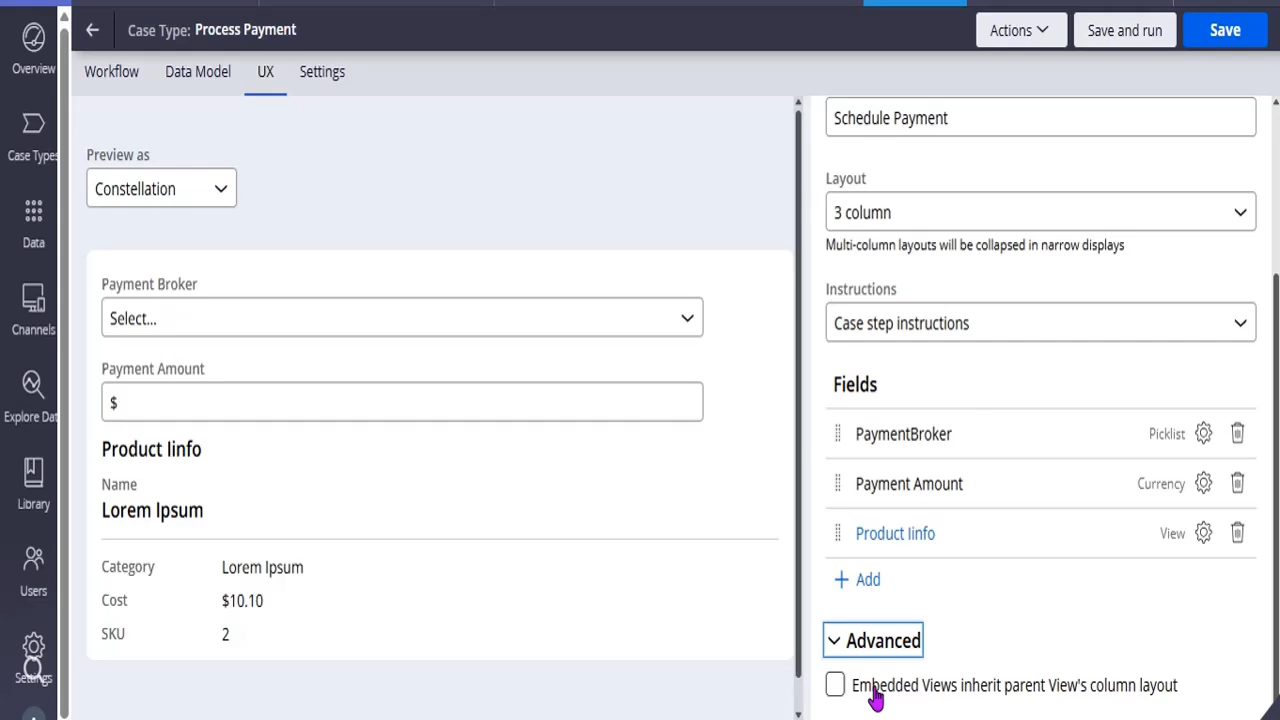 Case Type: Process Payment
Actions
Save and run
Save
Overview
Case Types
Data
Channels
Explore Dat
Library
Users
Settings
Workflow
Data Model
UX
Settings
Preview as
Constellation
Payment Broker
Select...
Payment Amount
$
Product Iinfo
Name
Lorem Ipsum
Category Lorem Ipsum
Cost $10.10
SKU 2
Schedule Payment
Layout
3 column
Multi-column layouts will be collapsed in narrow displays
Instructions
Case step instructions
Fields
PaymentBroker Picklist
Payment Amount Currency
Product Iinfo View
+ Add
Advanced
Embedded Views inherit parent View's column layout